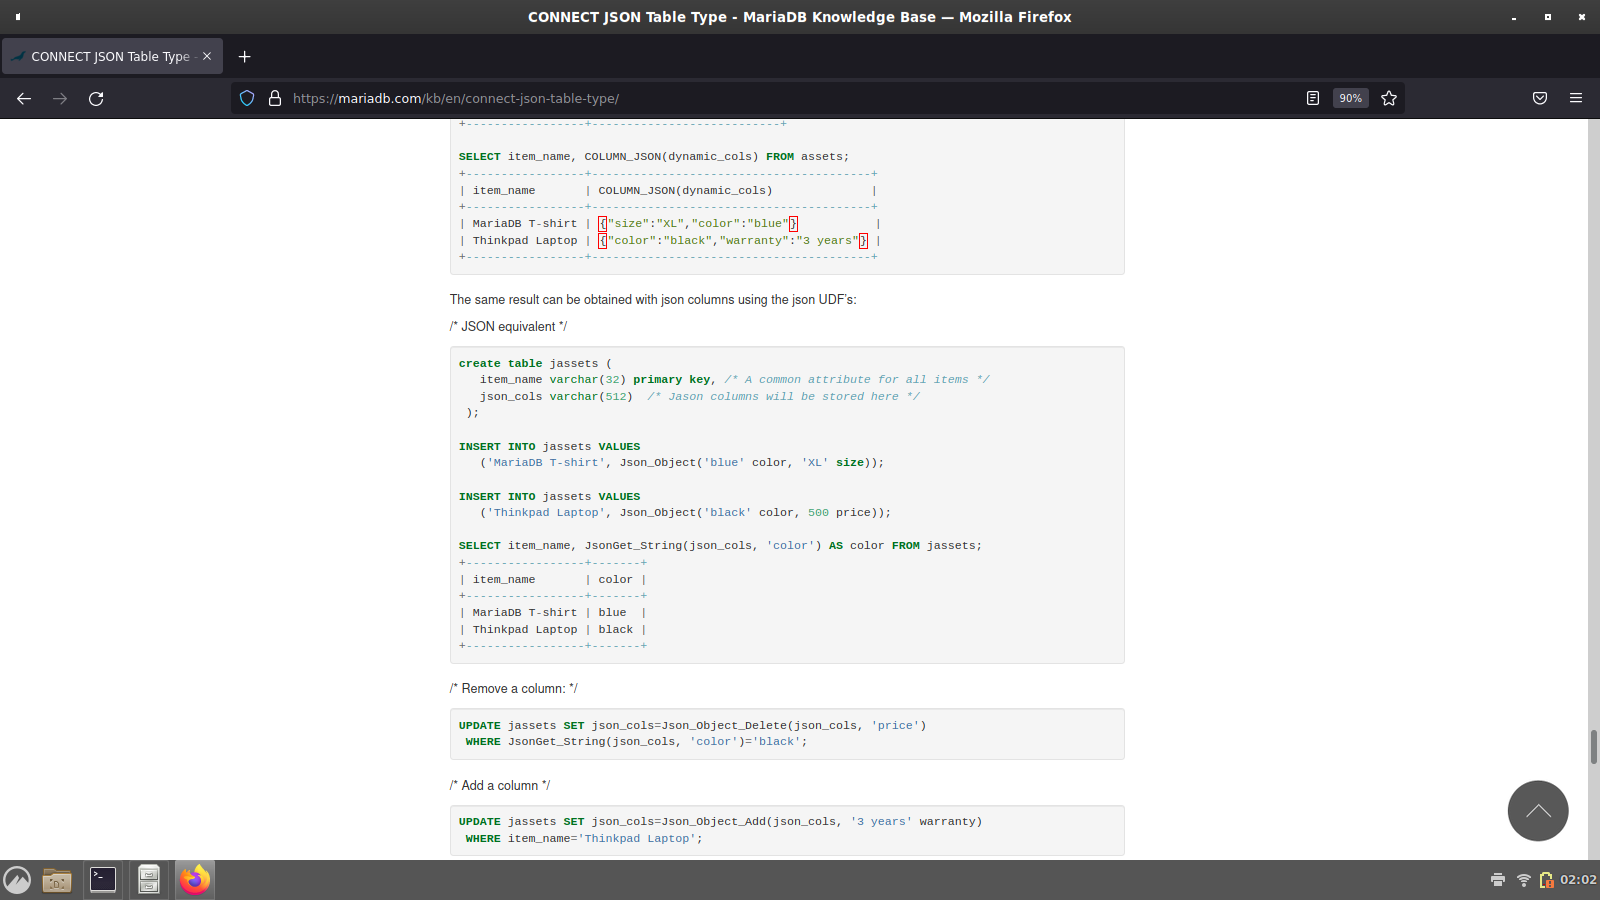 CONNECT JSON Table Type - MariaDB Knowledge Base — Mozilla Firefox
CONNECT JSON Table Type -
https://mariadb.com/kb/en/connect-json-table-type/
90%
+-----------------+---------------------------+
SELECT item_name, COLUMN_JSON(dynamic_cols) FROM assets;
+-----------------+----------------------------------------+
| item_name       | COLUMN_JSON(dynamic_cols)              |
+-----------------+----------------------------------------+
| MariaDB T-shirt | {"size":"XL","color":"blue"}           |
| Thinkpad Laptop | {"color":"black","warranty":"3 years"} |
+-----------------+----------------------------------------+
The same result can be obtained with json columns using the json UDF's:
/* JSON equivalent */
create table jassets (
   item_name varchar(32) primary key, /* A common attribute for all items */
   json_cols varchar(512)  /* Jason columns will be stored here */
 );
INSERT INTO jassets VALUES
   ('MariaDB T-shirt', Json_Object('blue' color, 'XL' size));
INSERT INTO jassets VALUES
   ('Thinkpad Laptop', Json_Object('black' color, 500 price));
SELECT item_name, JsonGet_String(json_cols, 'color') AS color FROM jassets;
+-----------------+-------+
| item_name       | color |
+-----------------+-------+
| MariaDB T-shirt | blue  |
| Thinkpad Laptop | black |
+-----------------+-------+
/* Remove a column: */
UPDATE jassets SET json_cols=Json_Object_Delete(json_cols, 'price')
 WHERE JsonGet_String(json_cols, 'color')='black';
/* Add a column */
UPDATE jassets SET json_cols=Json_Object_Add(json_cols, '3 years' warranty)
 WHERE item_name='Thinkpad Laptop';
02:02